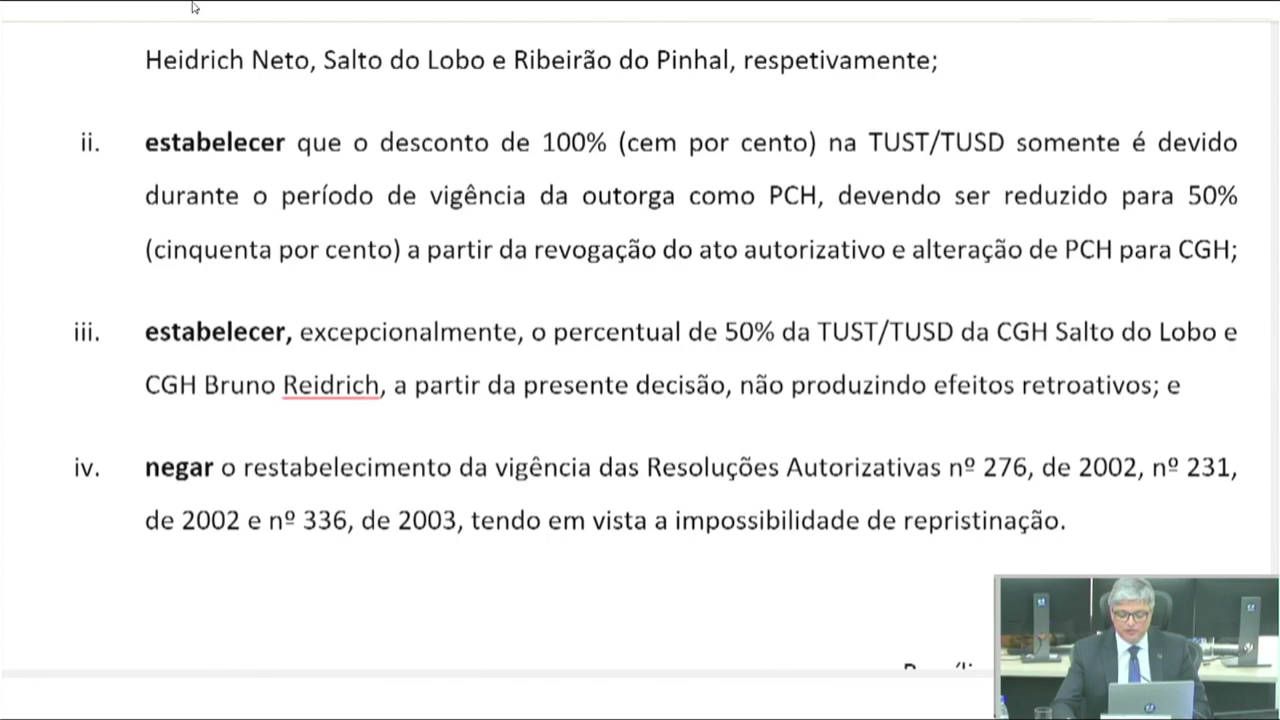 Heidrich Neto, Salto do Lobo e Ribeirão do Pinhal, respetivamente;
ii. estabelecer que o desconto de 100% (cem por cento) na TUST/TUSD somente é devido
durante o período de vigência da outorga como PCH, devendo ser reduzido para 50%
(cinquenta por cento) a partir da revogação do ato autorizativo e alteração de PCH para CGH;
iii. estabelecer, excepcionalmente, o percentual de 50% da TUST/TUSD da CGH Salto do Lobo e
CGH Bruno Reidrich, a partir da presente decisão, não produzindo efeitos retroativos; e
iv. negar o restabelecimento da vigência das Resoluções Autorizativas nº 276, de 2002, nº 231,
de 2002 e nº 336, de 2003, tendo em vista a impossibilidade de repristinação.